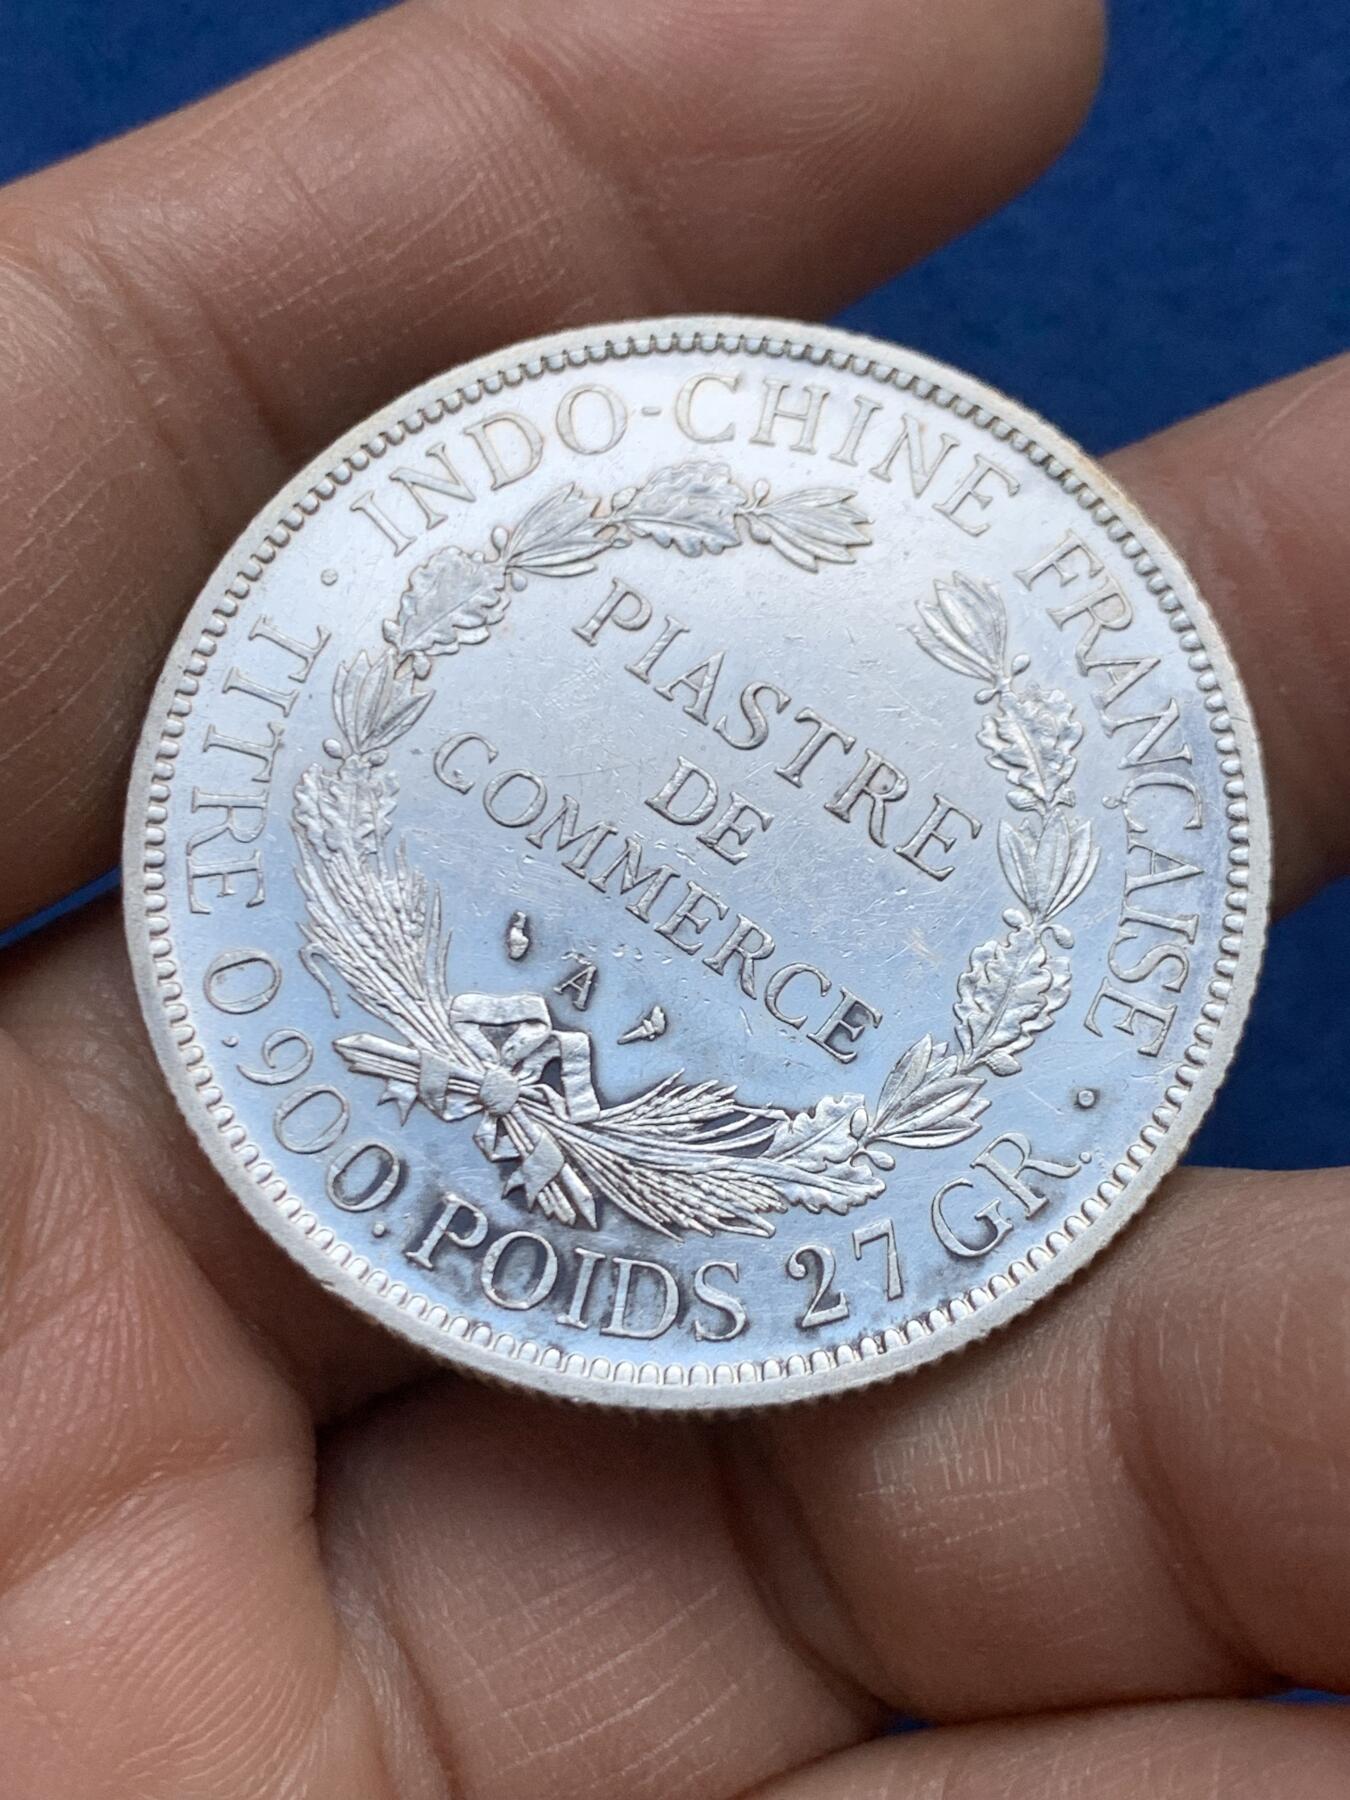 INDO-CHINE FRANÇAISE
PIASTRE
DE
COMMERCE
A
TITRE 0,900. POIDS 27 GR.